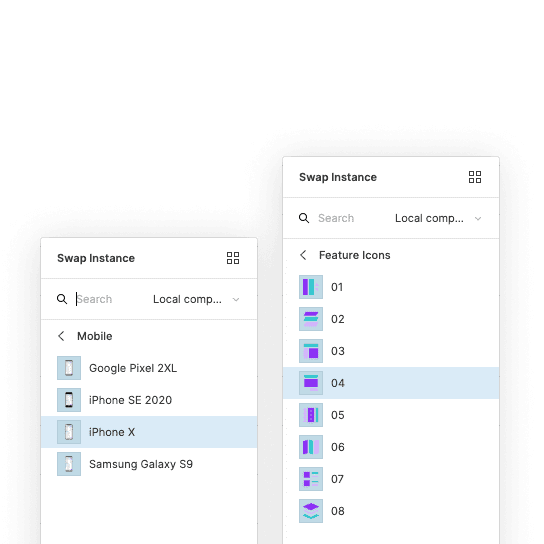 Swap Instance
Search
Local comp...
Mobile
Google Pixel 2XL
iPhone SE 2020
iPhone X
Samsung Galaxy S9
Swap Instance
Search
Local comp...
Feature Icons
01
02
03
04
05
06
07
08